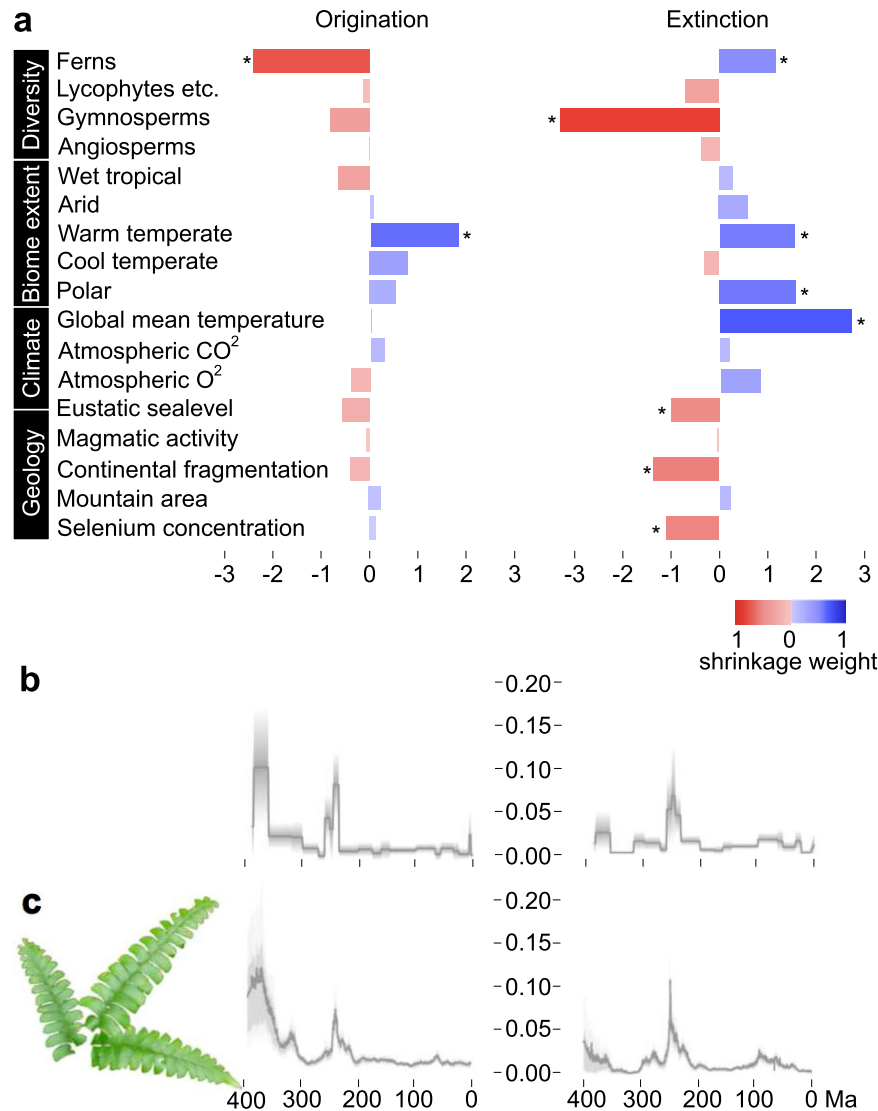 a
Origination
Extinction
Diversity
Ferns
*
*
Lycophytes etc.
Gymnosperms
*
Angiosperms
Biome extent
Wet tropical
Arid
Warm temperate
*
*
Cool temperate
Polar
*
Climate
Global mean temperature
*
Atmospheric CO²
Atmospheric O²
Geology
Eustatic sealevel
*
Magmatic activity
Continental fragmentation
*
Mountain area
Selenium concentration
*
-3 -2 -1 0 1 2 3
-3 -2 -1 0 1 2 3
1 0 1
shrinkage weight
b
0.20
0.15
0.10
0.05
0.00
c
0.20
0.15
0.10
0.05
0.00
400 300 200 100 0
400 300 200 100 0 Ma